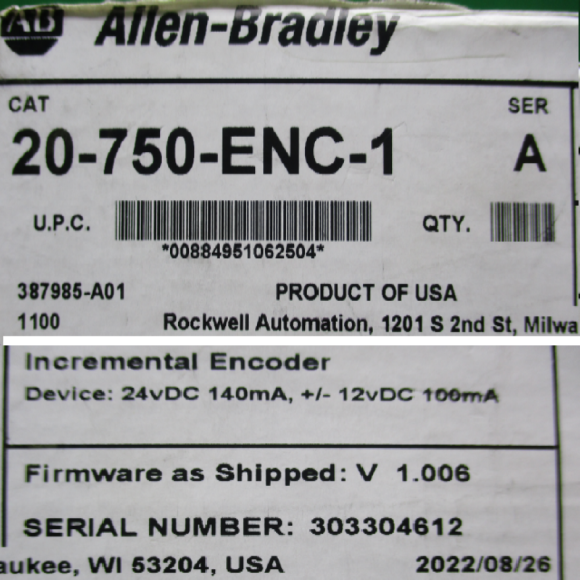 AB Allen-Bradley
CAT SER
20-750-ENC-1 A
U.P.C. QTY.
*00884951062504*
387985-A01 PRODUCT OF USA
1100 Rockwell Automation, 1201 S 2nd St, Milwa
Incremental Encoder
Device: 24vDC 140mA, +/- 12vDC 100mA
Firmware as Shipped: V 1.006
SERIAL NUMBER: 303304612
aukee, WI 53204, USA 2022/08/26